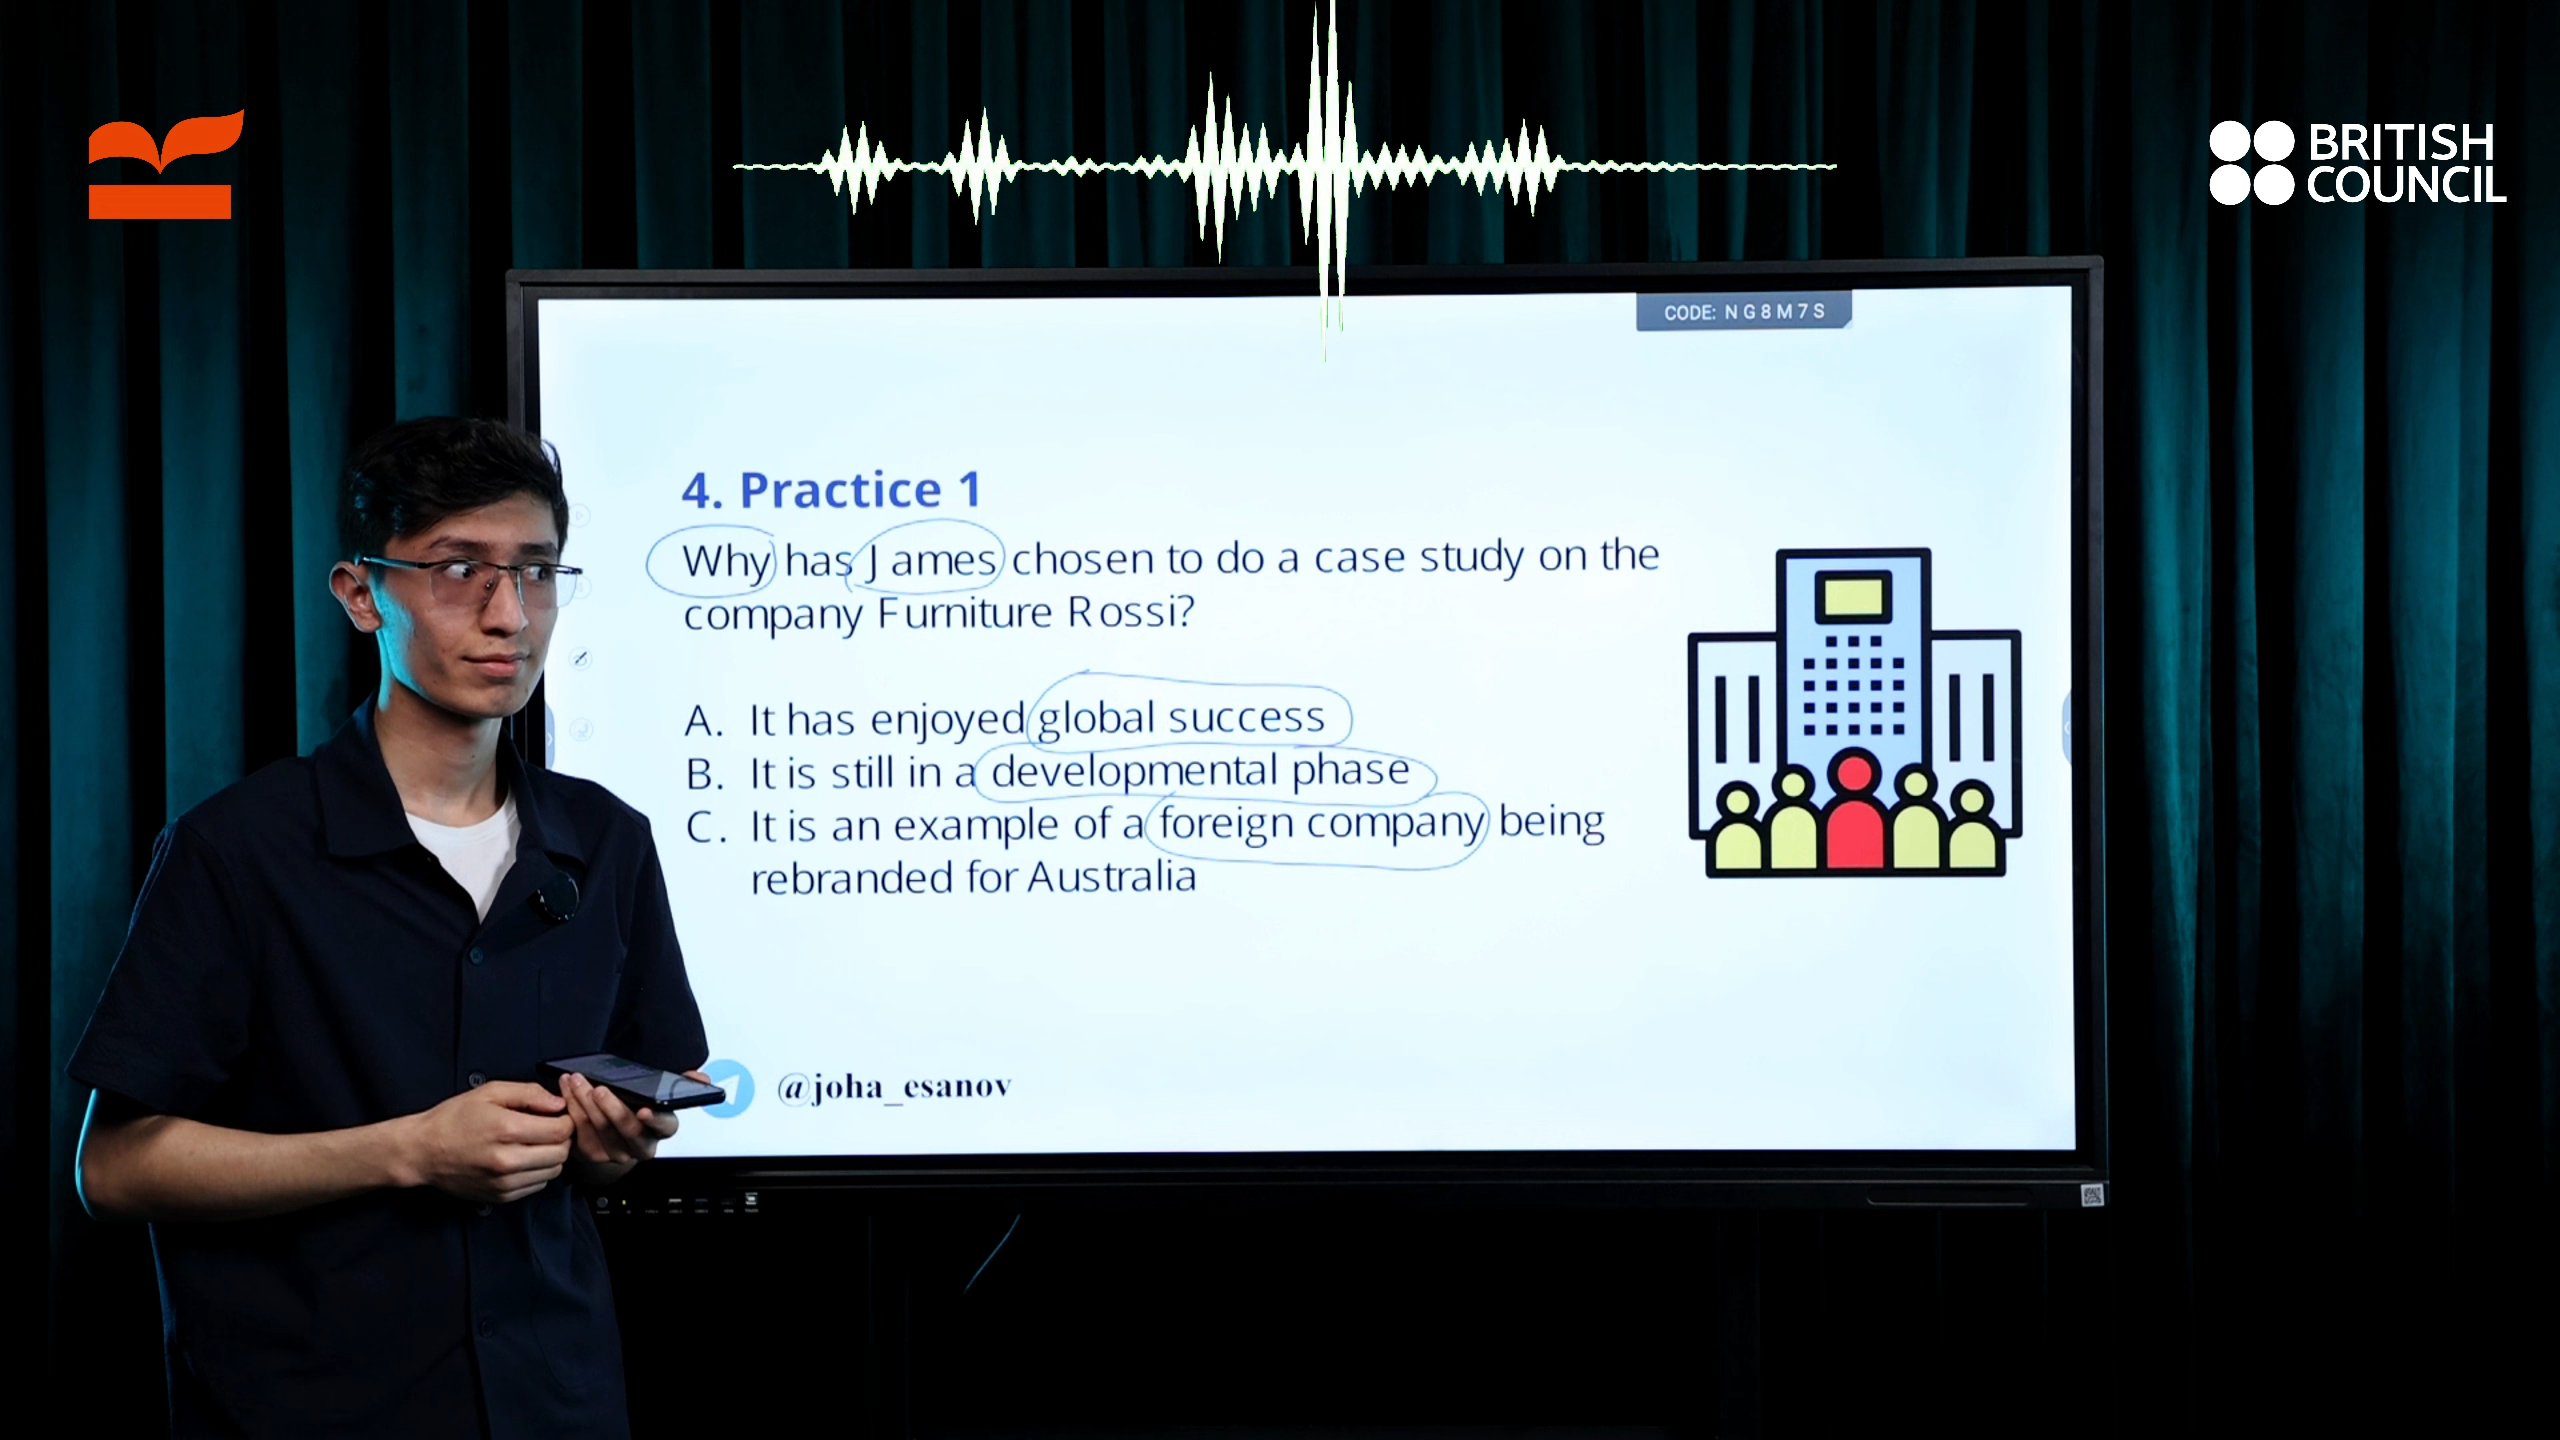 BRITISH
COUNCIL
CODE: NG8M7S
4. Practice 1
Why has James chosen to do a case study on the
company Furniture Rossi?
A. It has enjoyed global success
B. It is still in a developmental phase
C. It is an example of a foreign company being
rebranded for Australia
@joha_esanov